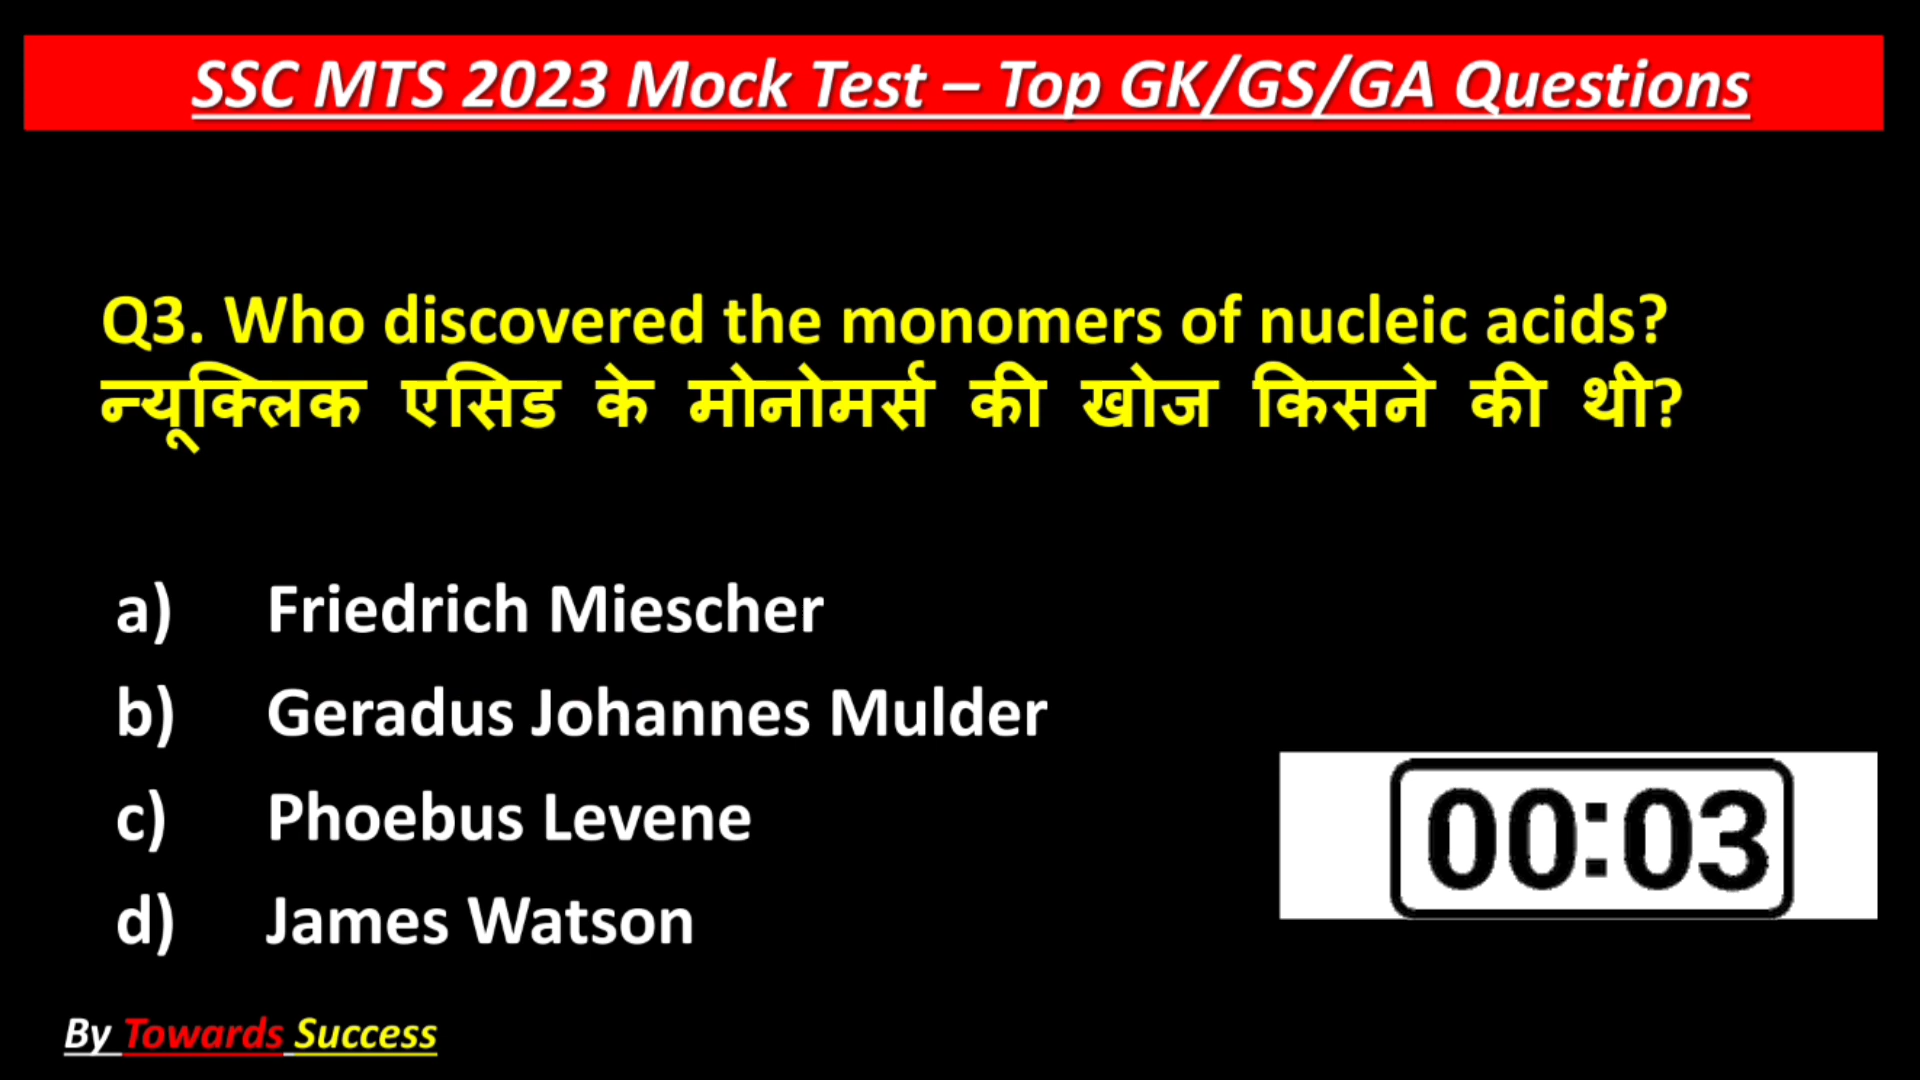 SSC MTS 2023 Mock Test – Top GK/GS/GA Questions
Q3. Who discovered the monomers of nucleic acids?
न्यूक्लिक एसिड के मोनोमर्स की खोज किसने की थी?
a) Friedrich Miescher
b) Geradus Johannes Mulder
c) Phoebus Levene
d) James Watson
00:03
By Towards Success